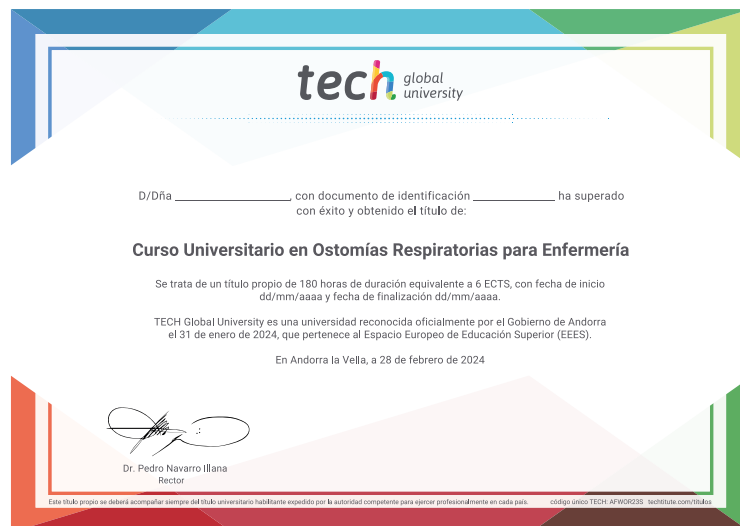 tech global university
D/Dña ______________, con documento de identificación __________ ha superado
con éxito y obtenido el título de:
Curso Universitario en Ostomías Respiratorias para Enfermería
Se trata de un título propio de 180 horas de duración equivalente a 6 ECTS, con fecha de inicio
dd/mm/aaaa y fecha de finalización dd/mm/aaaa.
TECH Global University es una universidad reconocida oficialmente por el Gobierno de Andorra
el 31 de enero de 2024, que pertenece al Espacio Europeo de Educación Superior (EEES).
En Andorra la Vella, a 28 de febrero de 2024
Dr. Pedro Navarro Illana
Rector
Este título propio se deberá acompañar siempre del título universitario habilitante expedido por la autoridad competente para ejercer profesionalmente en cada país. código único TECH: AFWOR23S techtitute.com/titulos